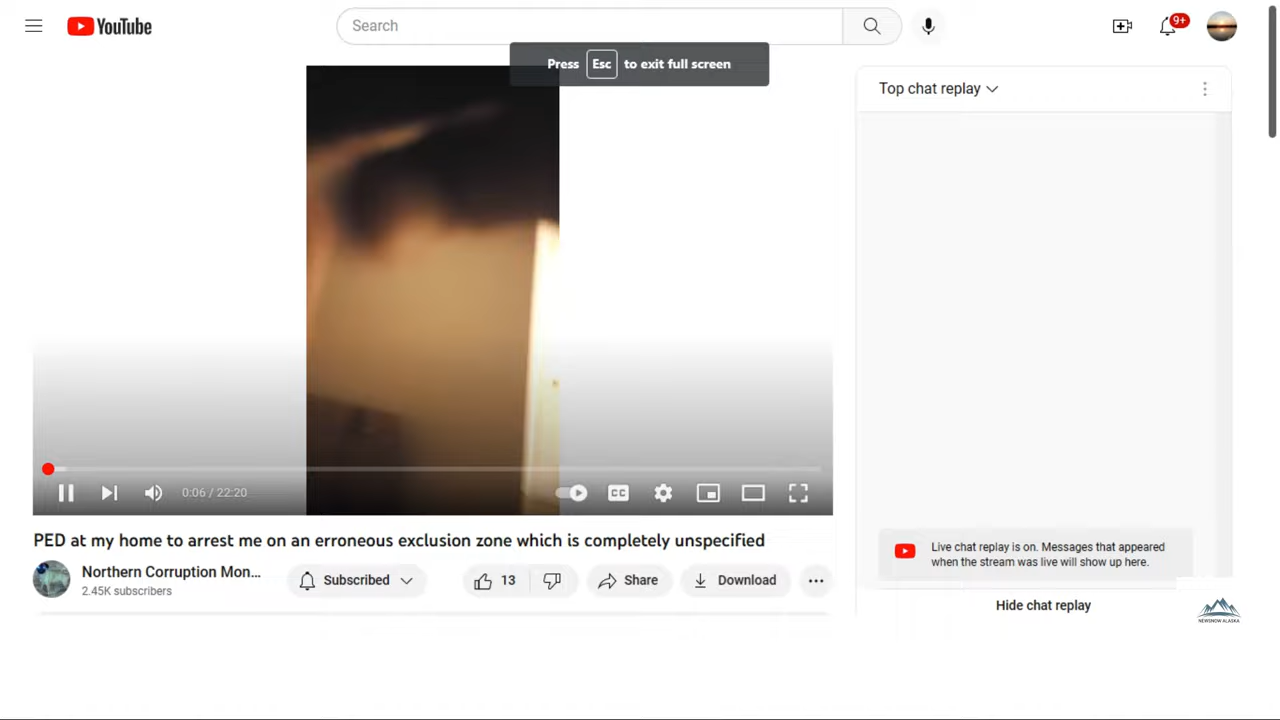 YouTube
Search
9+
Press Esc to exit full screen
Top chat replay
0:06 / 22:20
CC
PED at my home to arrest me on an erroneous exclusion zone which is completely unspecified
Northern Corruption Mon...
2.45K subscribers
Subscribed
13
Share
Download
Live chat replay is on. Messages that appeared
when the stream was live will show up here.
Hide chat replay
NEWSNOW ALASKA